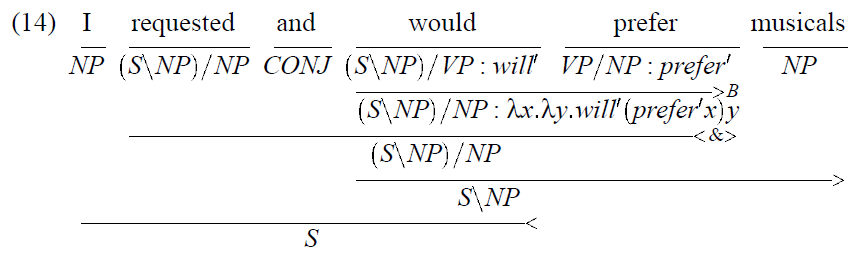 (14) I requested and would prefer musicals
NP (S\NP)/NP CONJ (S\NP)/VP : will′ VP/NP : prefer′ NP
>B
(S\NP)/NP : λx.λy.will′(prefer′x)y
<&>
(S\NP)/NP
>
S\NP
<
S